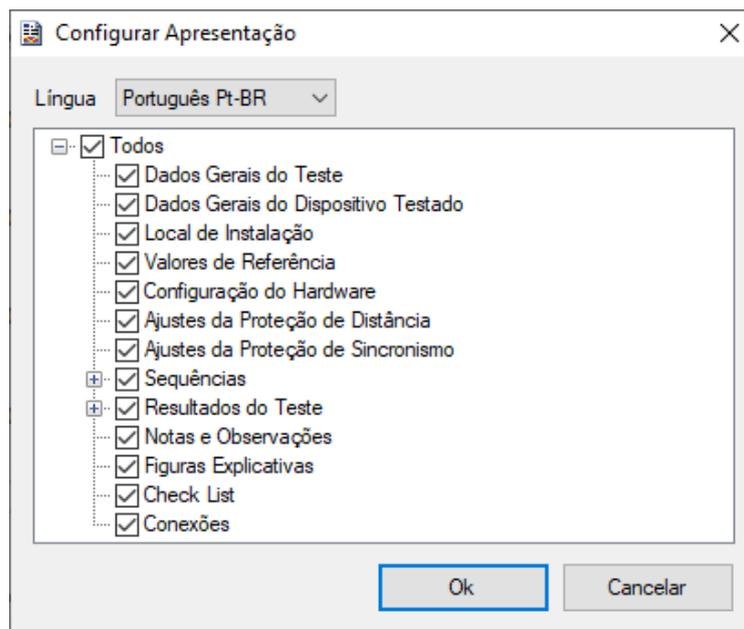 Configurar Apresentação
Língua Português Pt-BR
Todos
Dados Gerais do Teste
Dados Gerais do Dispositivo Testado
Local de Instalação
Valores de Referência
Configuração do Hardware
Ajustes da Proteção de Distância
Ajustes da Proteção de Sincronismo
Sequências
Resultados do Teste
Notas e Observações
Figuras Explicativas
Check List
Conexões
Ok Cancelar